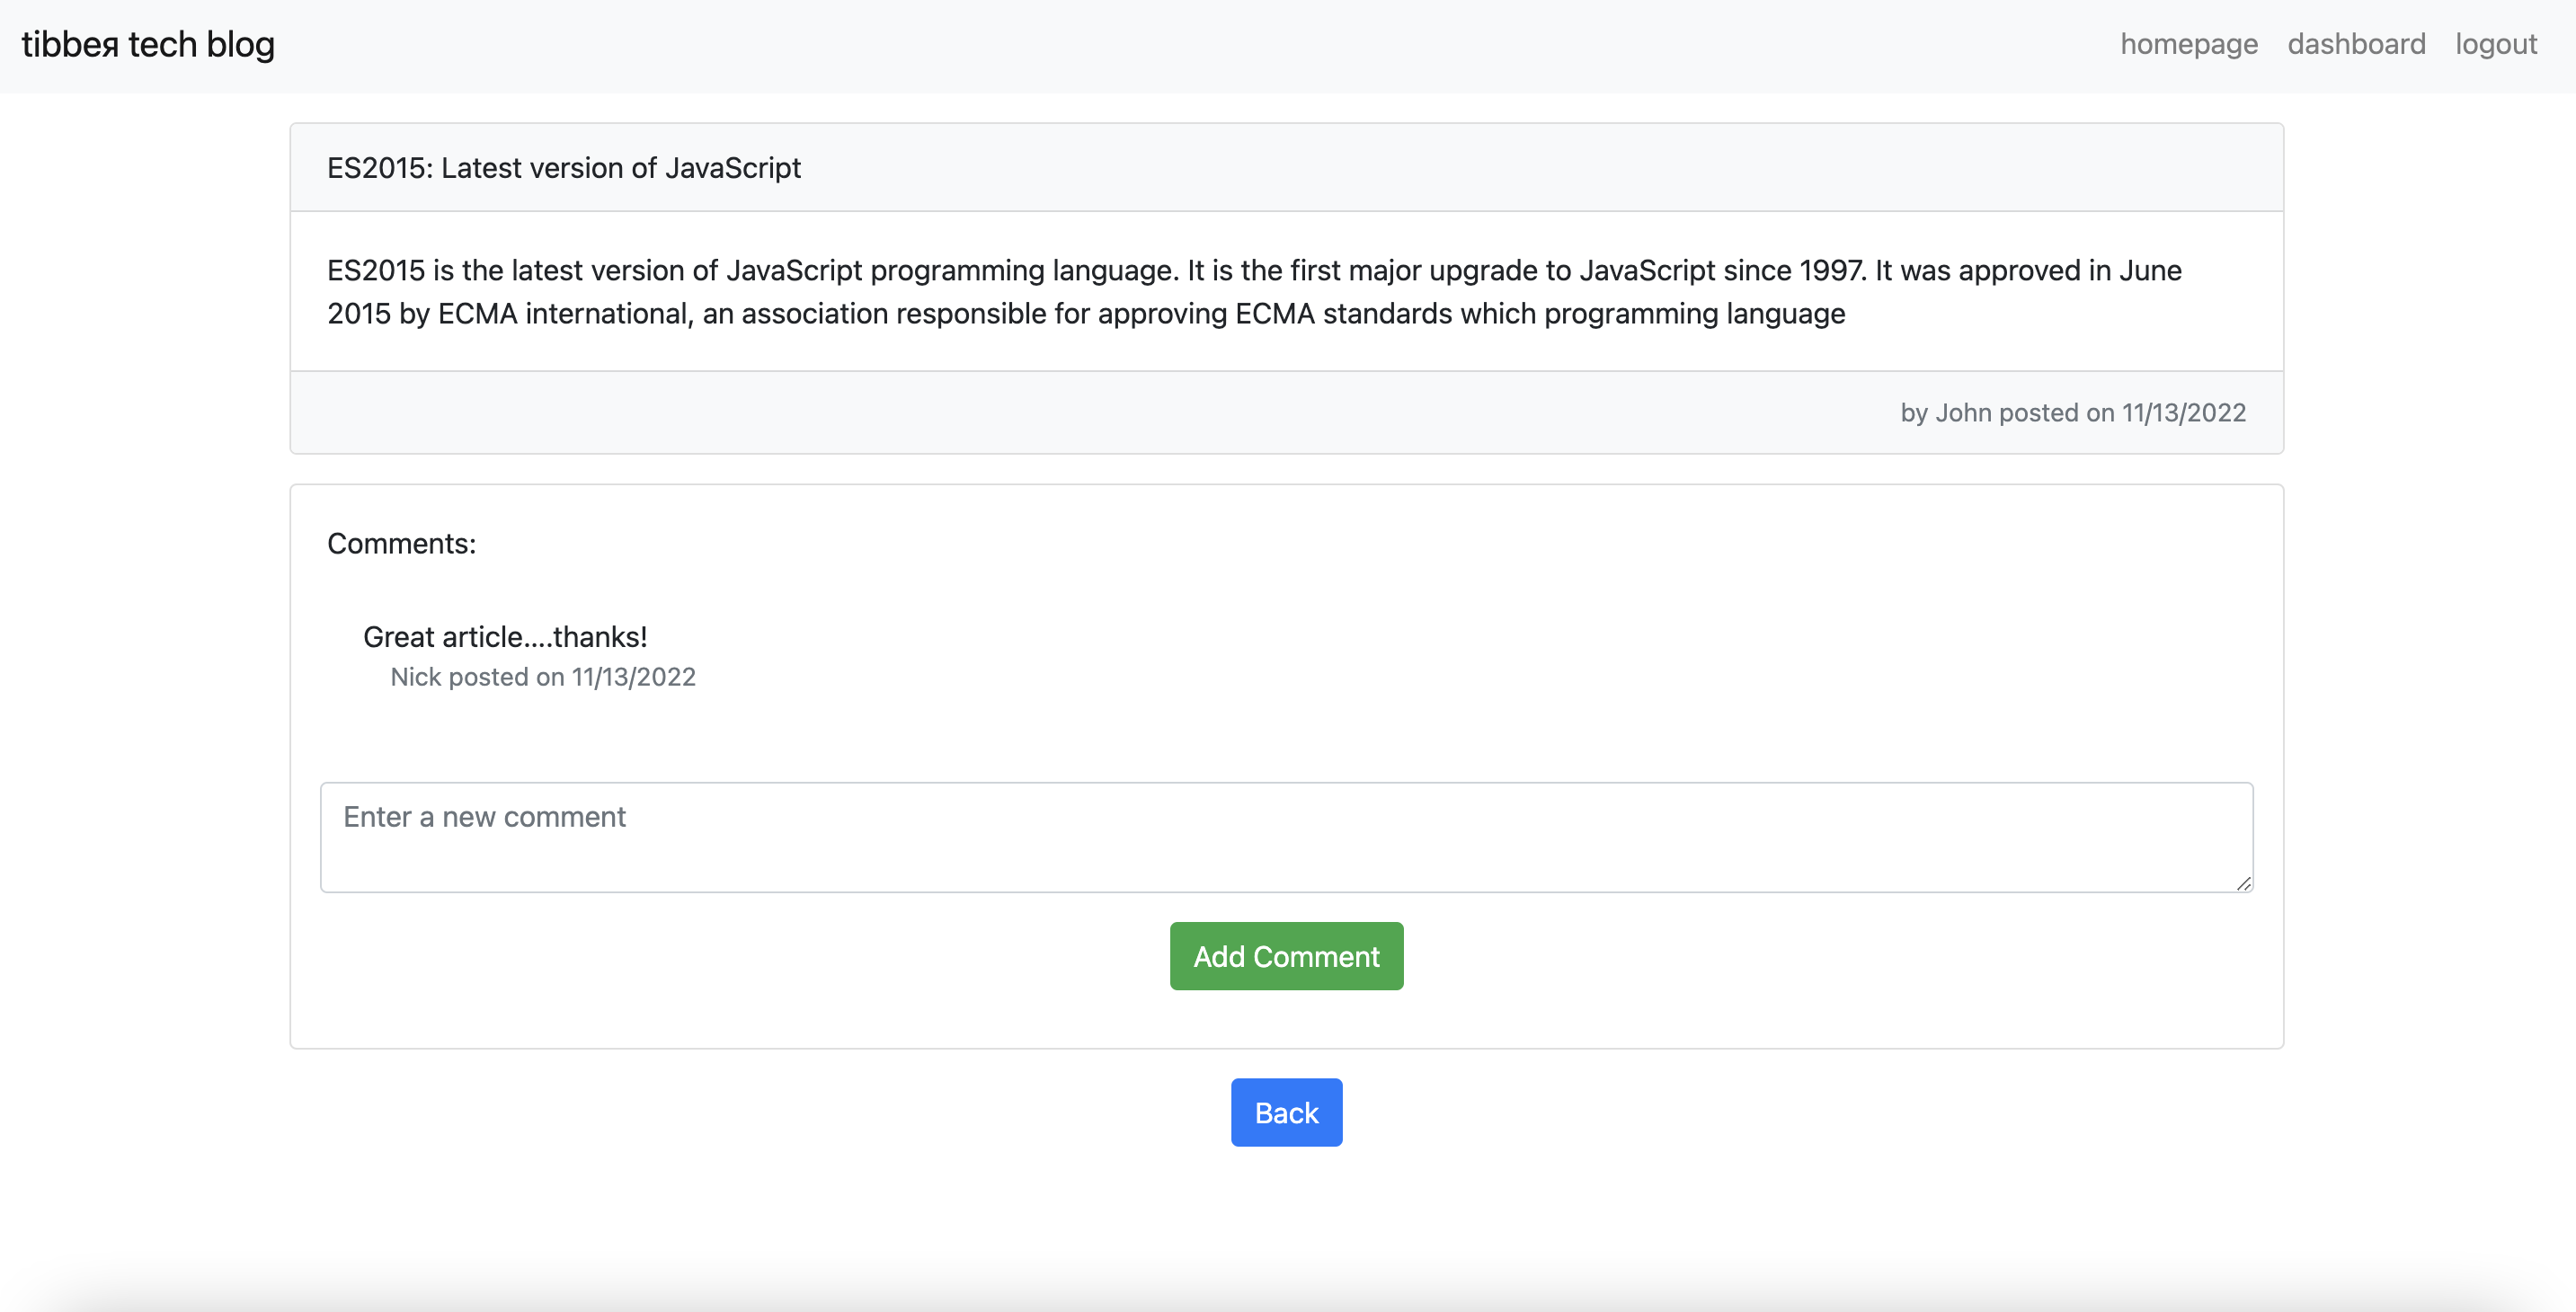 tibbeя tech blog
homepage dashboard logout
ES2015: Latest version of JavaScript
ES2015 is the latest version of JavaScript programming language. It is the first major upgrade to JavaScript since 1997. It was approved in June
2015 by ECMA international, an association responsible for approving ECMA standards which programming language
by John posted on 11/13/2022
Comments:
Great article....thanks!
Nick posted on 11/13/2022
Enter a new comment
Add Comment
Back